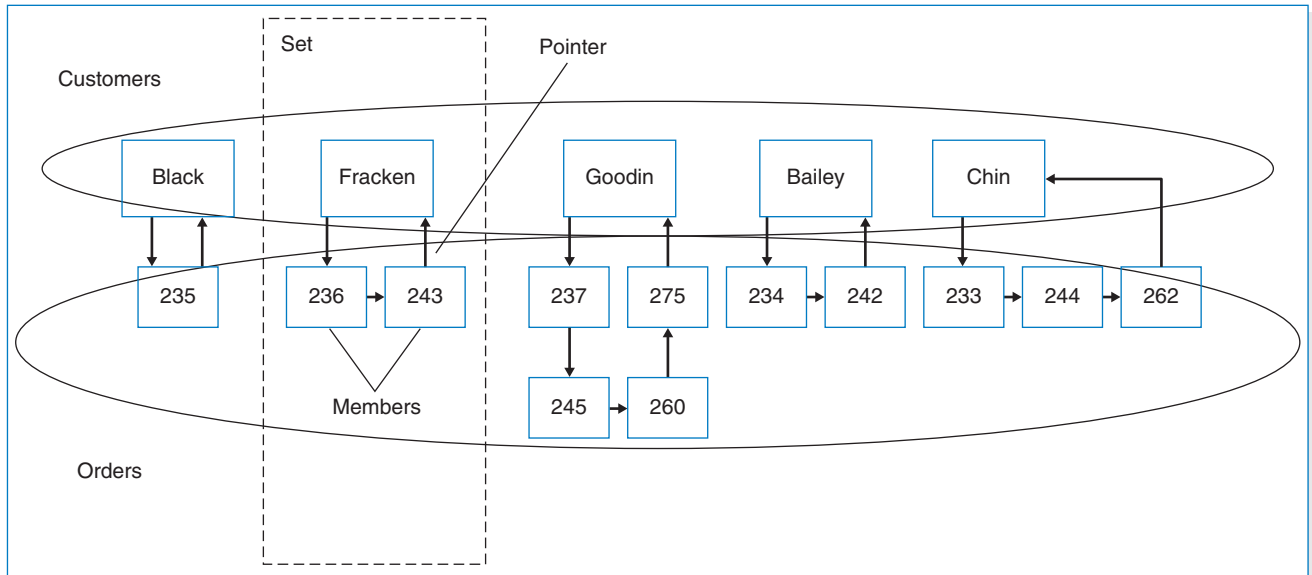 Set
Pointer
Customers
Black
Fracken
Goodin
Bailey
Chin
235
236
243
237
275
234
242
233
244
262
245
260
Members
Orders